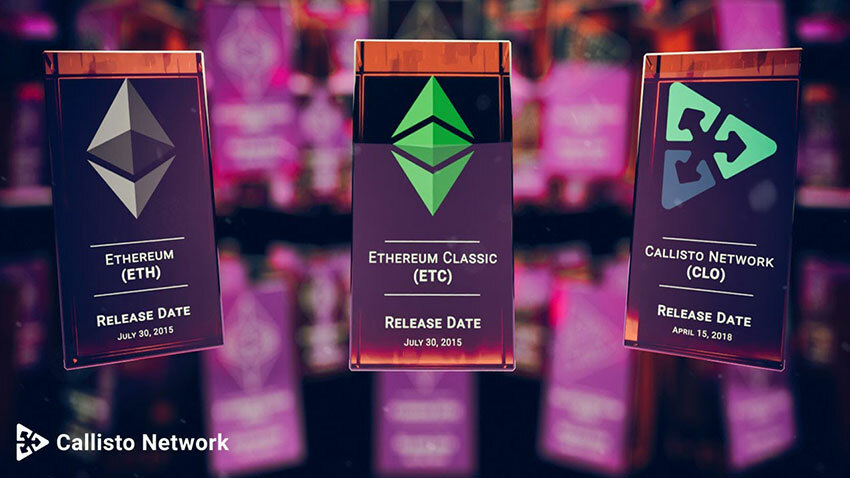 Ethereum
(ETH)
Release Date
July 30, 2015
Ethereum Classic
(ETC)
Release Date
July 30, 2015
Callisto Network
(CLO)
Release Date
April 15, 2018
Callisto Network